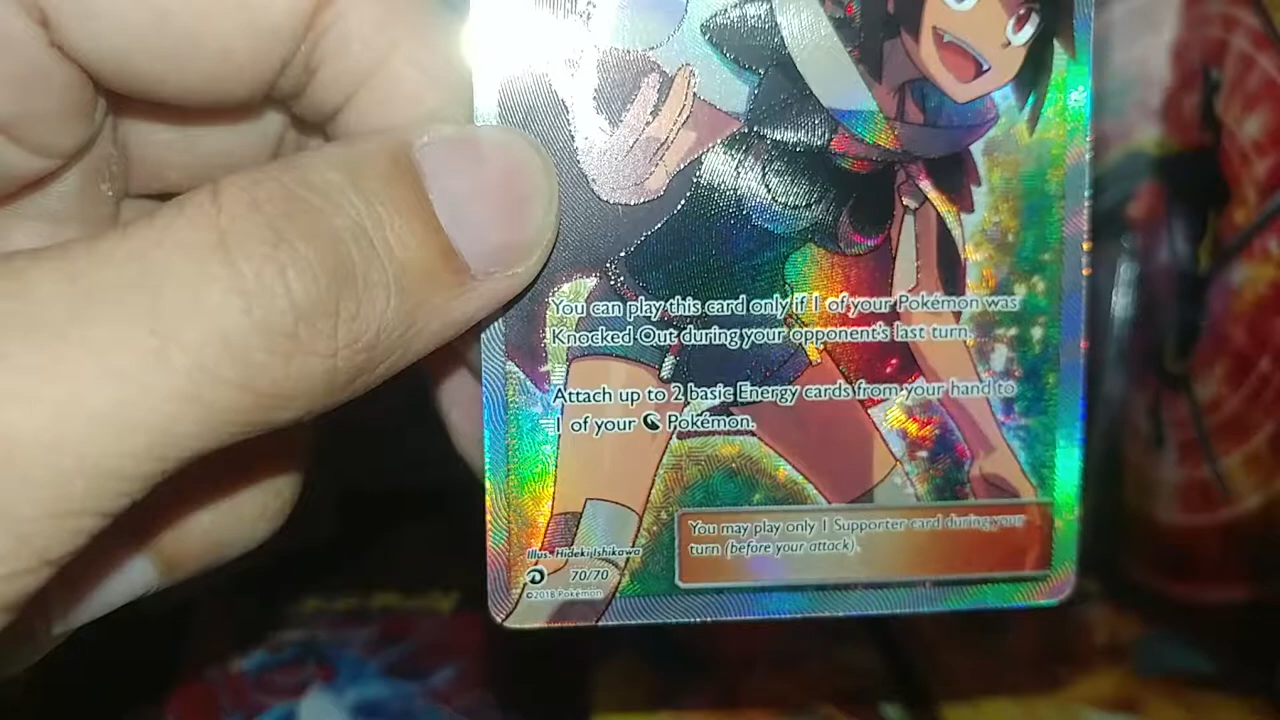 You can play this card only if 1 of your Pokémon was
Knocked Out during your opponent's last turn.
Attach up to 2 basic Energy cards from your hand to
1 of your Pokémon.
You may play only 1 Supporter card during your
turn (before your attack).
Illus. Hideki Ishikawa
70/70
©2018 Pokémon